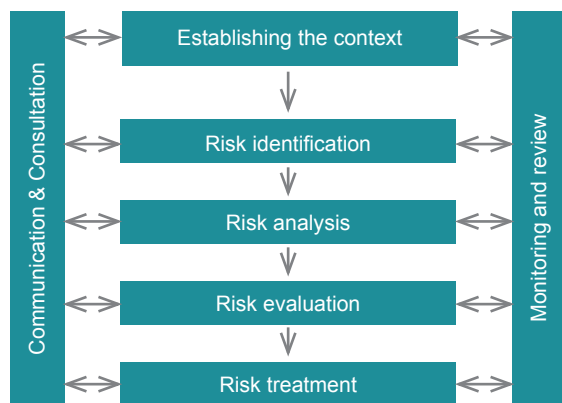 Communication & Consultation
Establishing the context
Risk identification
Risk analysis
Risk evaluation
Risk treatment
Monitoring and review